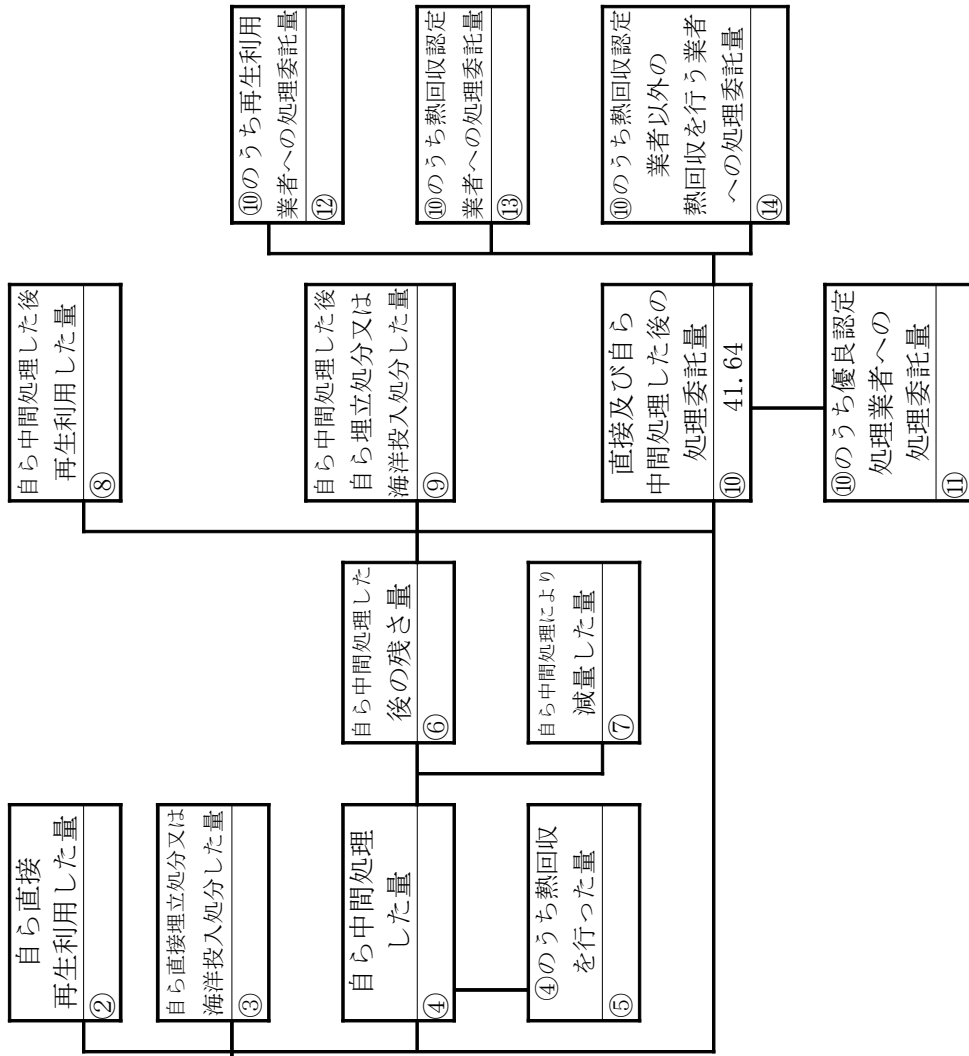 自ら直接
再生利用した量
②
自ら直接埋立処分又は
海洋投入処分した量
③
自ら中間処理
した量
④
④のうち熱回収
を行った量
⑤
自ら中間処理した
後の残さ量
⑥
自ら中間処理により
減量した量
⑦
自ら中間処理した後
再生利用した量
⑧
自ら中間処理した後
自ら埋立処分又は
海洋投入処分した量
⑨
直接及び自ら
中間処理した後の
処理委託量
⑩ 41.64
⑩のうち優良認定
処理業者への
処理委託量
⑪
⑩のうち再生利用
業者への処理委託量
⑫
⑩のうち熱回収認定
業者への処理委託量
⑬
⑩のうち熱回収認定
業者以外の
熱回収を行う業者
への処理委託量
⑭